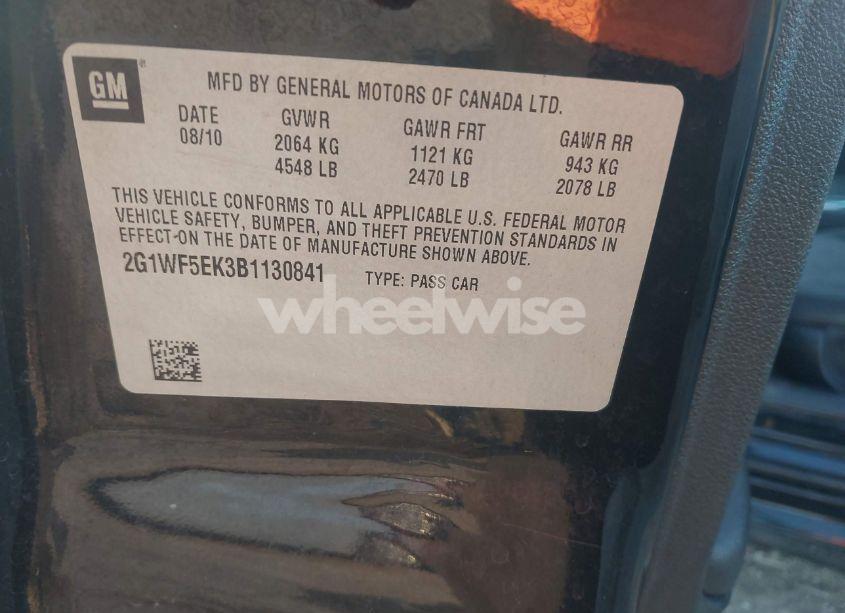 GM
MFD BY GENERAL MOTORS OF CANADA LTD.
DATE GVWR GAWR FRT GAWR RR
08/10 2064 KG 1121 KG 943 KG
4548 LB 2470 LB 2078 LB
THIS VEHICLE CONFORMS TO ALL APPLICABLE U.S. FEDERAL MOTOR
VEHICLE SAFETY, BUMPER, AND THEFT PREVENTION STANDARDS IN
EFFECT ON THE DATE OF MANUFACTURE SHOWN ABOVE.
2G1WF5EK3B1130841 TYPE: PASS CAR
wheelwise